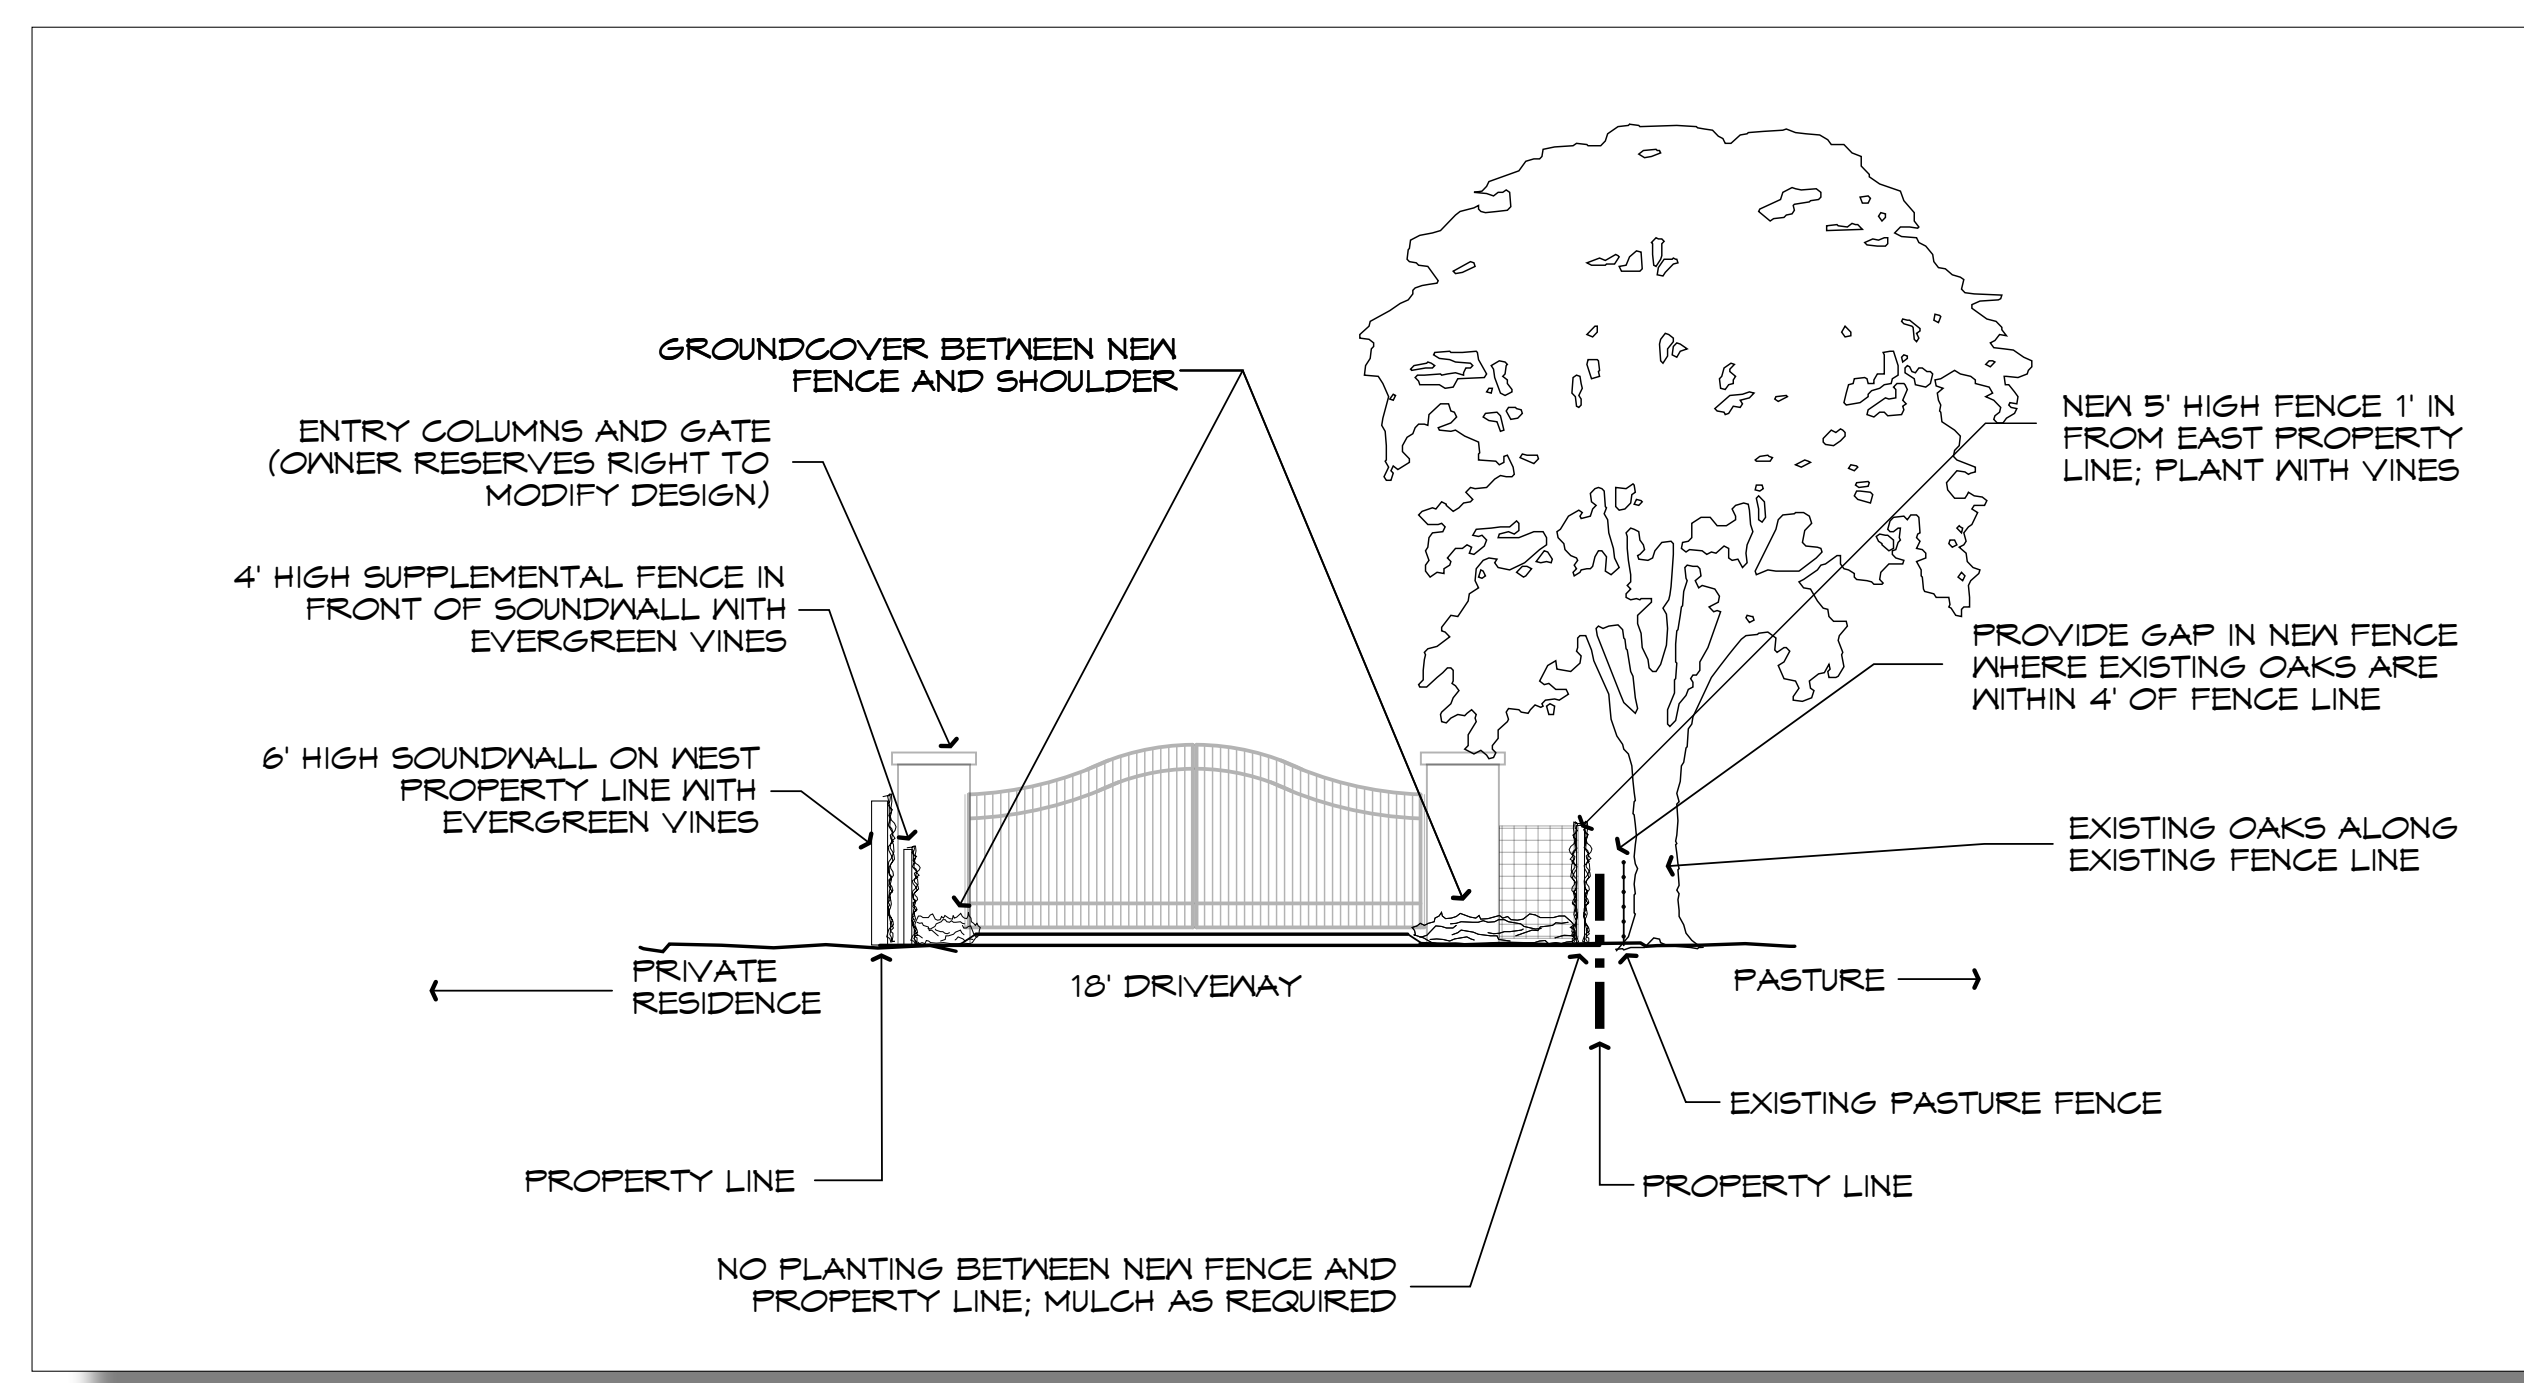 GROUNDCOVER BETWEEN NEW
FENCE AND SHOULDER
ENTRY COLUMNS AND GATE
(OWNER RESERVES RIGHT TO
MODIFY DESIGN)
4' HIGH SUPPLEMENTAL FENCE IN
FRONT OF SOUNDWALL WITH
EVERGREEN VINES
6' HIGH SOUNDWALL ON WEST
PROPERTY LINE WITH
EVERGREEN VINES
NEW 5' HIGH FENCE 1' IN
FROM EAST PROPERTY
LINE; PLANT WITH VINES
PROVIDE GAP IN NEW FENCE
WHERE EXISTING OAKS ARE
WITHIN 4' OF FENCE LINE
EXISTING OAKS ALONG
EXISTING FENCE LINE
PRIVATE
RESIDENCE
18' DRIVEWAY
PASTURE
EXISTING PASTURE FENCE
PROPERTY LINE
PROPERTY LINE
NO PLANTING BETWEEN NEW FENCE AND
PROPERTY LINE; MULCH AS REQUIRED